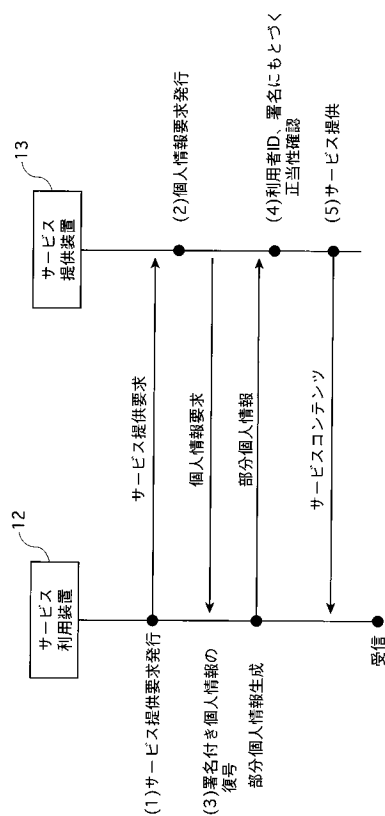 12
サービス
利用装置
13
サービス
提供装置
(1)サービス提供要求発行
サービス提供要求
(2)個人情報要求発行
個人情報要求
(3)署名付き個人情報の
復号
部分個人情報生成
部分個人情報
(4)利用者ID、署名にもとづく
正当性確認
(5)サービス提供
サービスコンテンツ
受信